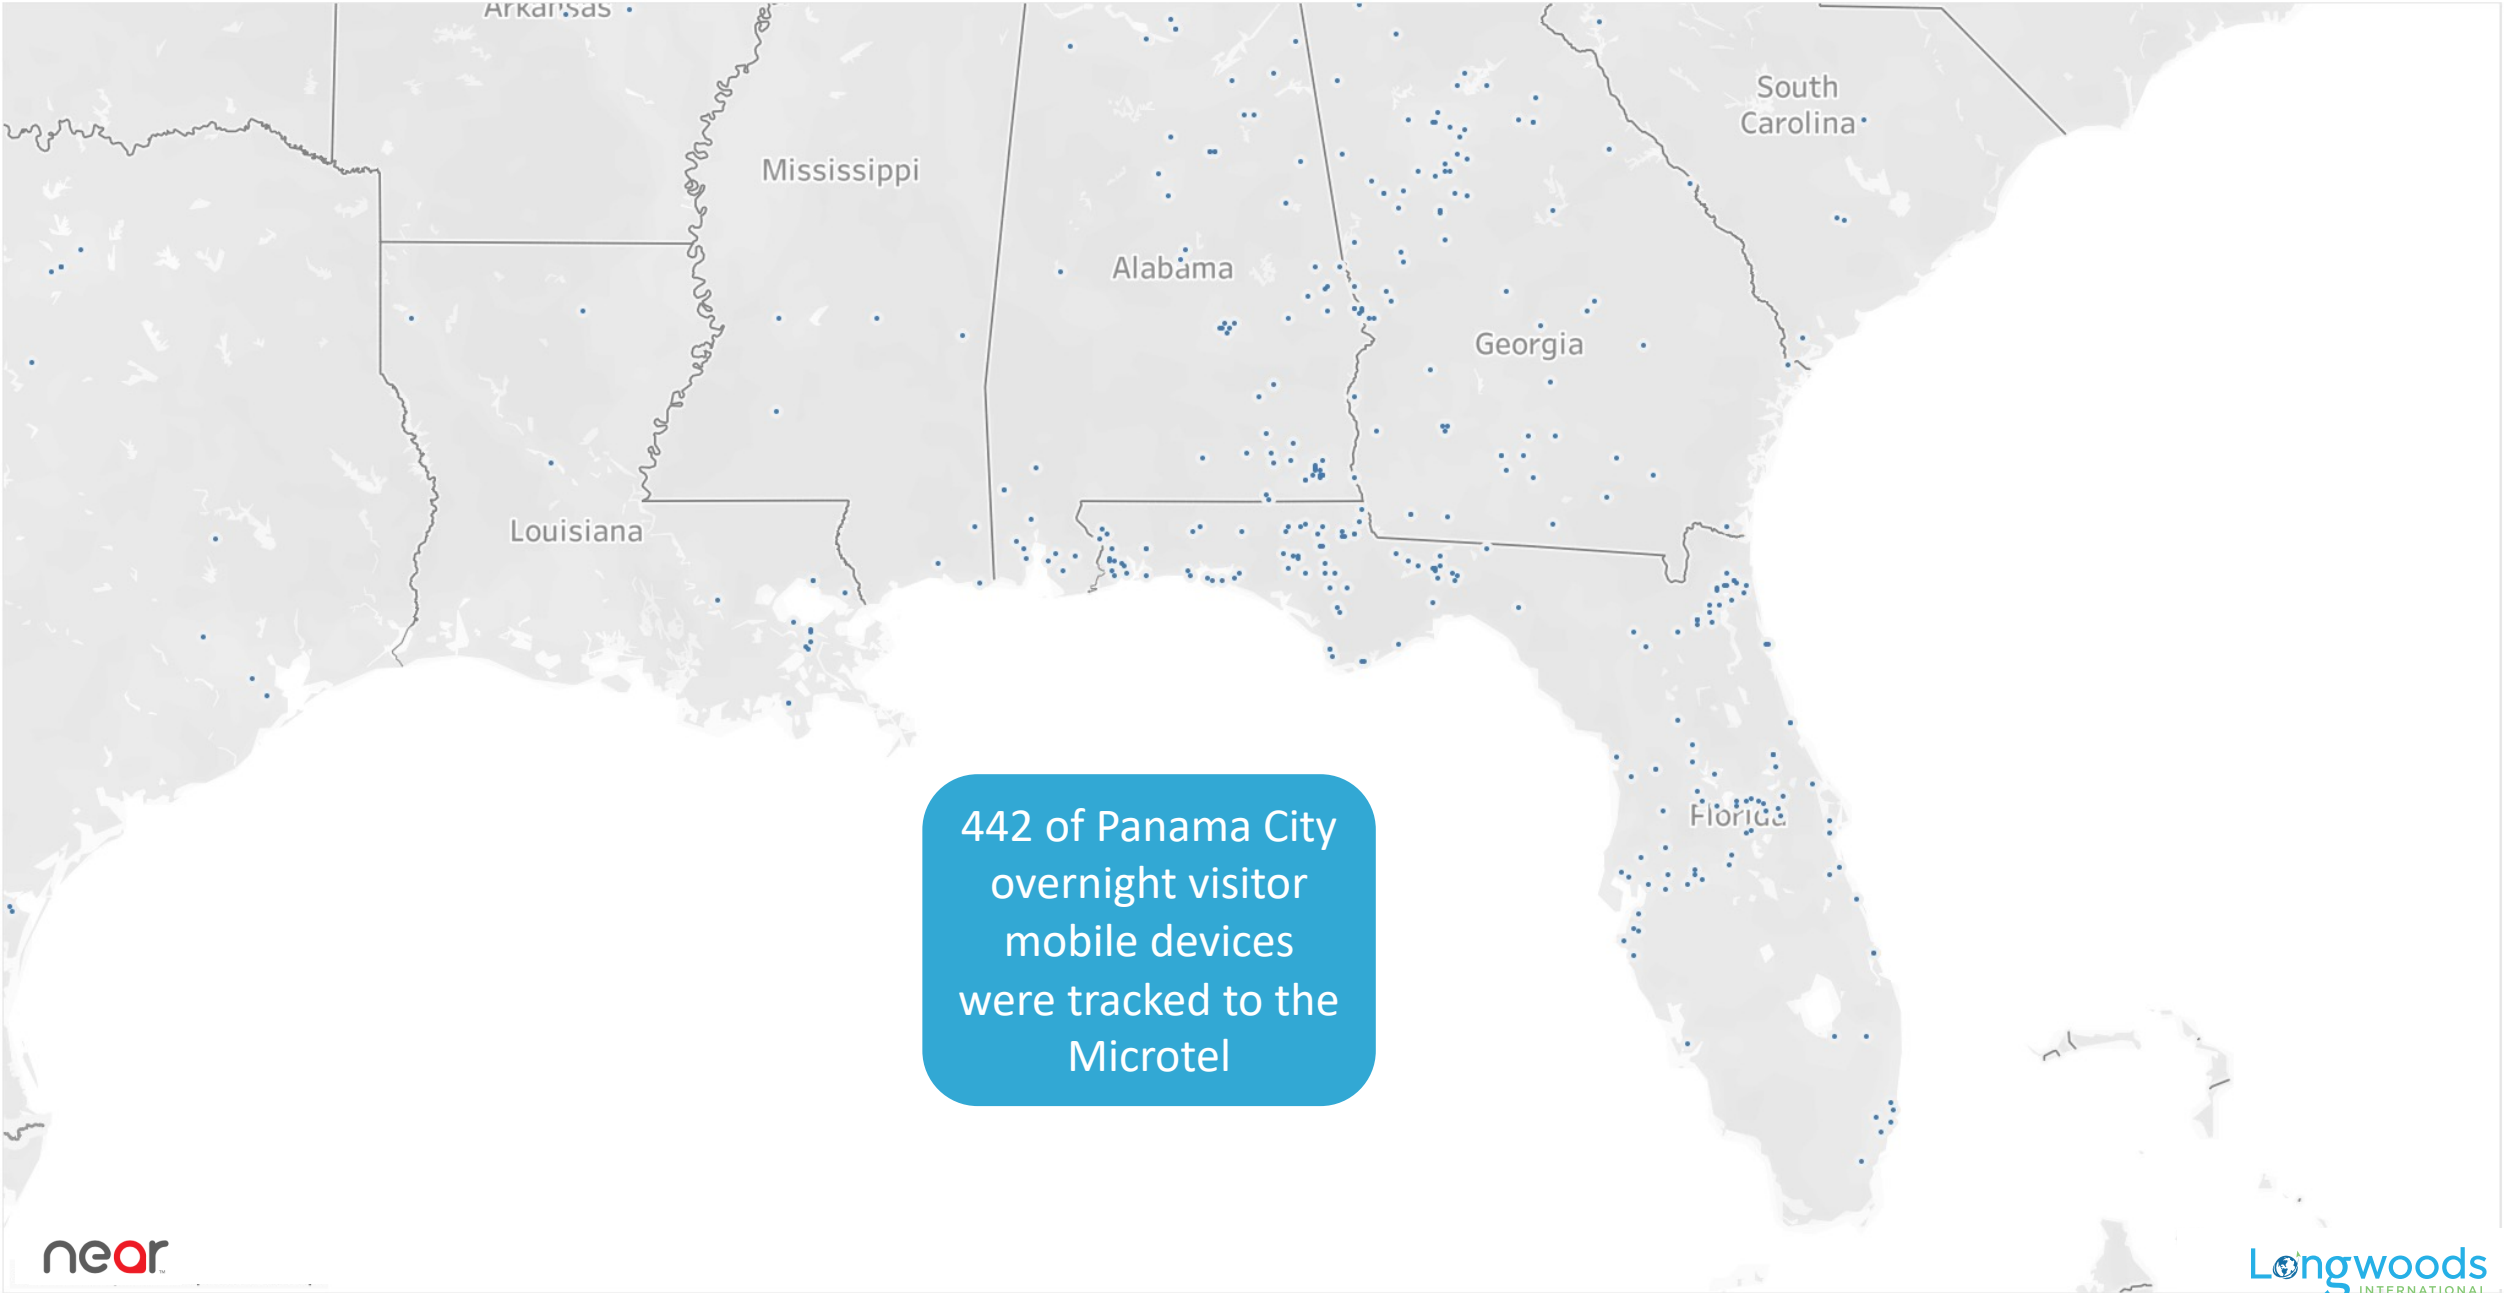 Arkansas
South
Carolina
Mississippi
Alabama
Georgia
Louisiana
Florida
442 of Panama City
overnight visitor
mobile devices
were tracked to the
Microtel
near
Longwoods
INTERNATIONAL